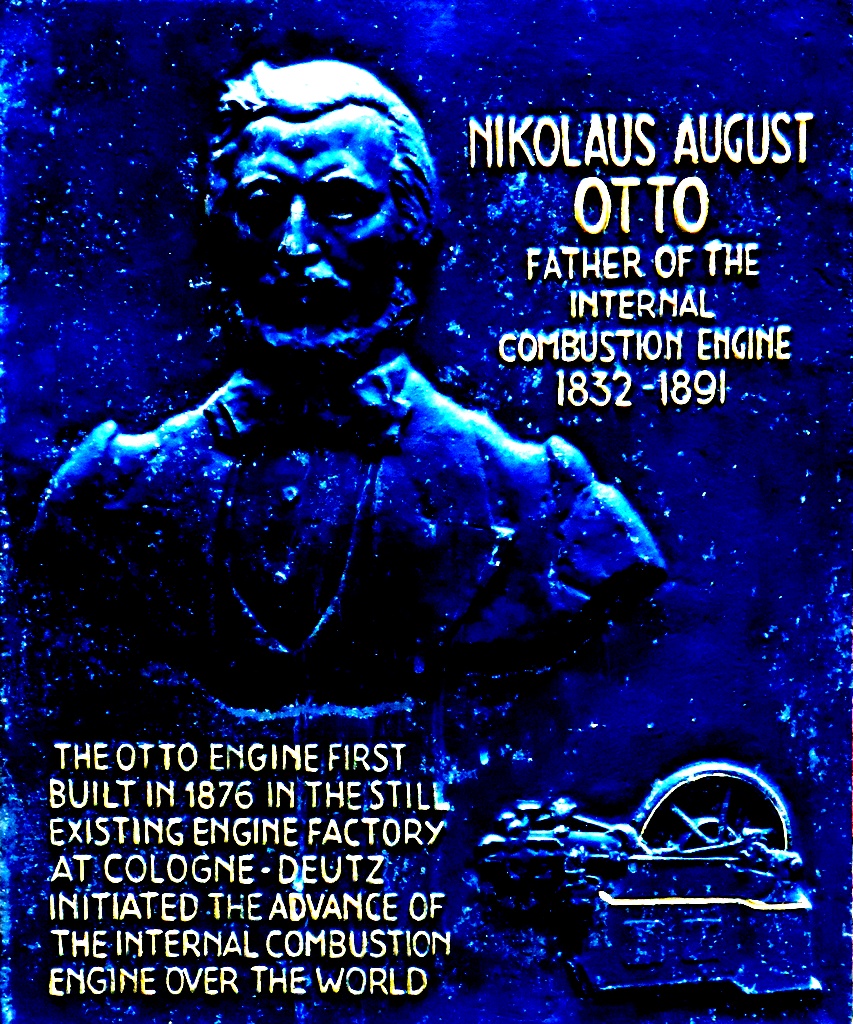 NIKOLAUS AUGUST
OTTO
FATHER OF THE
INTERNAL
COMBUSTION ENGINE
1832-1891
THE OTTO ENGINE FIRST
BUILT IN 1876 IN THE STILL
EXISTING ENGINE FACTORY
AT COLOGNE-DEUTZ
INITIATED THE ADVANCE OF
THE INTERNAL COMBUSTION
ENGINE OVER THE WORLD